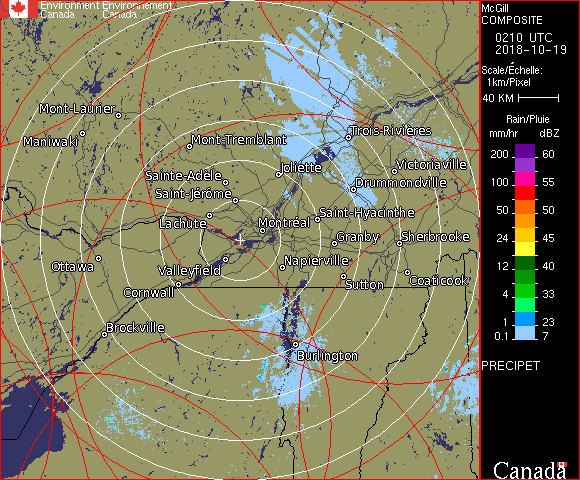 Environment Environnement
Canada Canada
McGill
COMPOSITE
0210 UTC
2018-10-19
Scale/Échelle:
1km/Pixel
40 KM
Rain/Pluie
mm/hr dBZ
200 60
100 55
50 50
24 45
12 40
4 33
1 23
0.1 7
PRECIPET
Canada
Mont-Laurier
Maniwaki
Mont-Tremblant
Trois-Rivières
Joliette
Victoriaville
Sainte-Adèle
Drummondville
Saint-Jérôme
Saint-Hyacinthe
Lachute
Montréal
Granby
Sherbrooke
Ottawa
Valleyfield
Napierville
Cornwall
Sutton
Coaticook
Brockville
Burlington